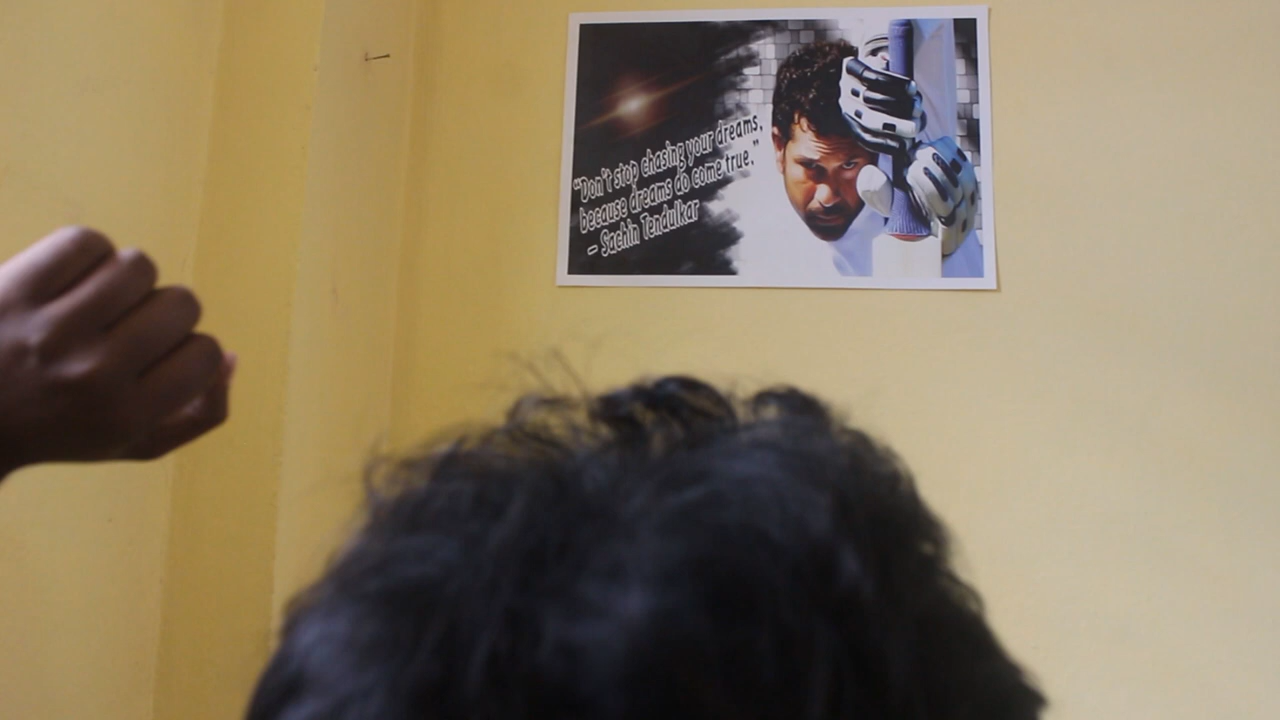 "Don't stop chasing your dreams,
because dreams do come true."
- Sachin Tendulkar